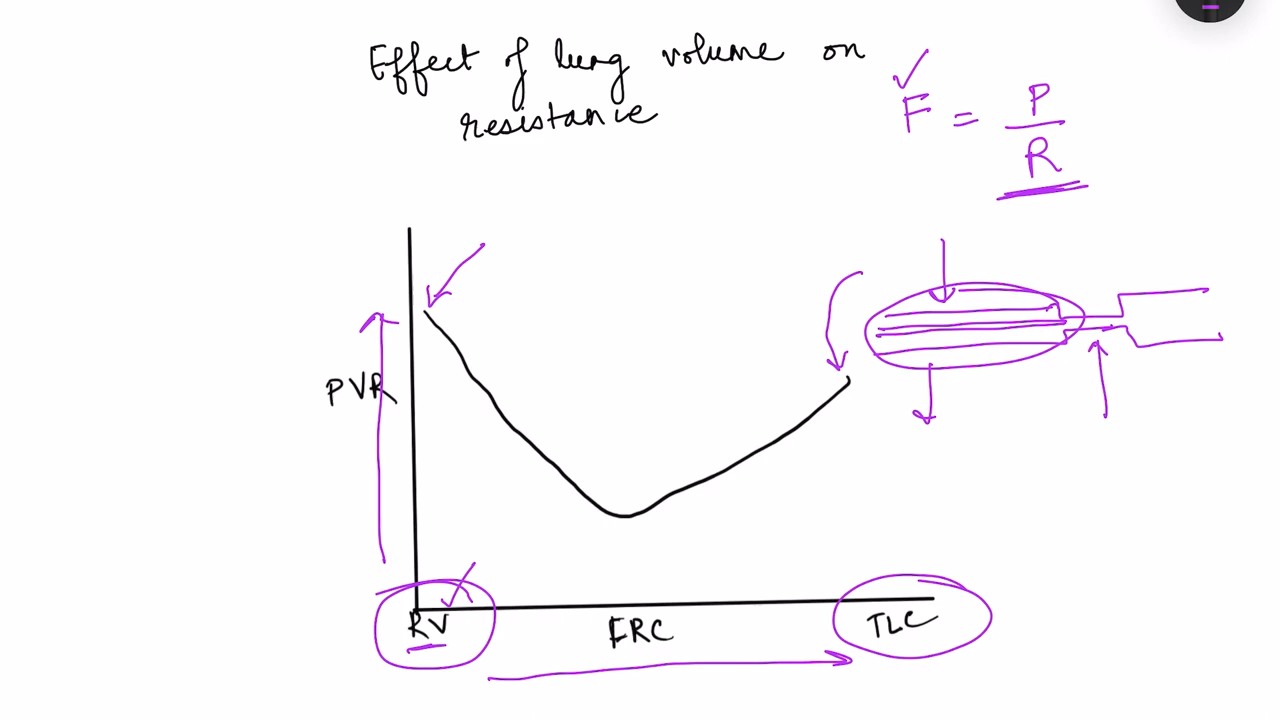 Effect of lung volume on
resistance
F = P/R
PVR
RV
FRC
TLC